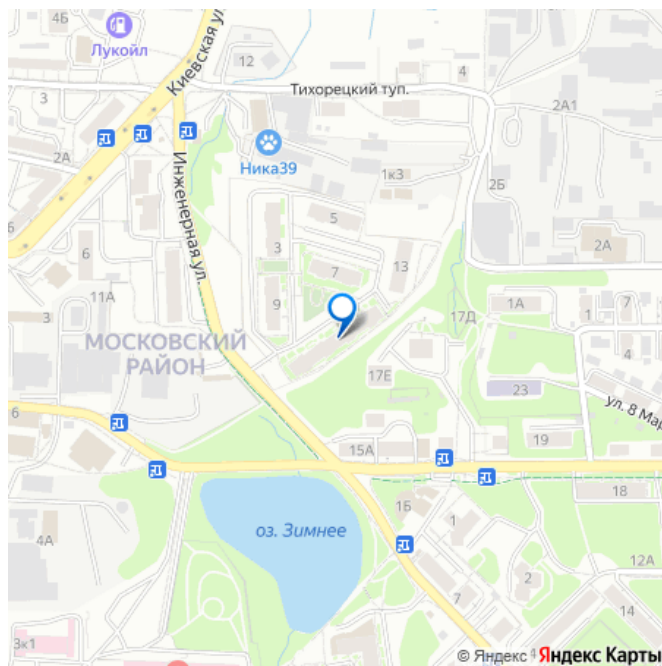 4Б
Лукойл
Киевская ул.
12
4
3
Тихорецкий туп.
2А1
2А
Ника39
1к3
2Б
Инженерная ул.
5
6
6
3
7
13
2А
11А
9
17Д
1А
1
7
3
МОСКОВСКИЙ
РАЙОН
4
17Е
23
ул. 8 Мар
6
15А
19
18
оз. Зимнее
1Б
1
4А
12А
2
7
14
3к1
© Яндекс
Яндекс Карты